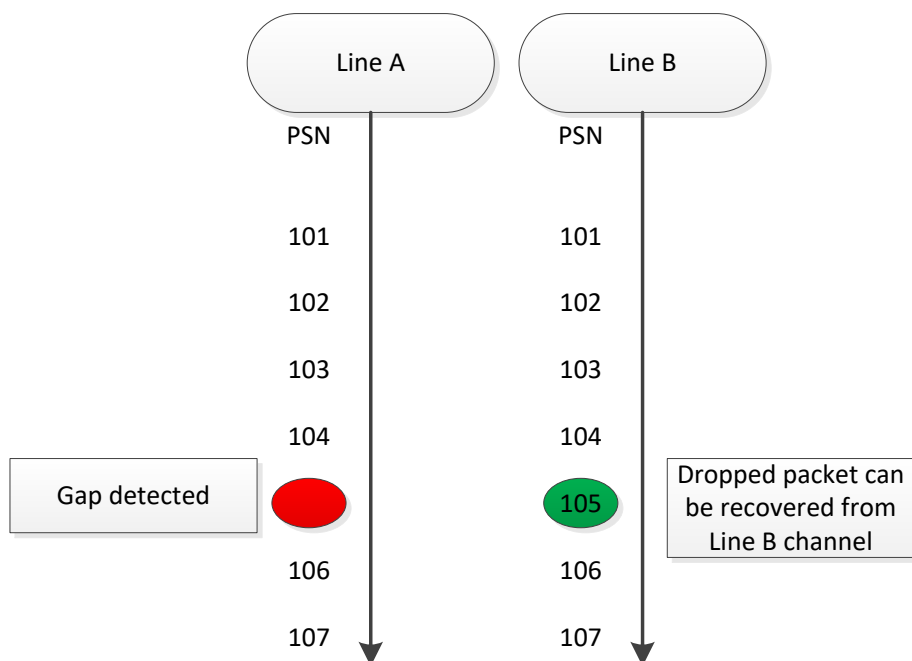 Line A
Line B
PSN
PSN
101
101
102
102
103
103
104
104
Gap detected
105
Dropped packet can
be recovered from
Line B channel
106
106
107
107